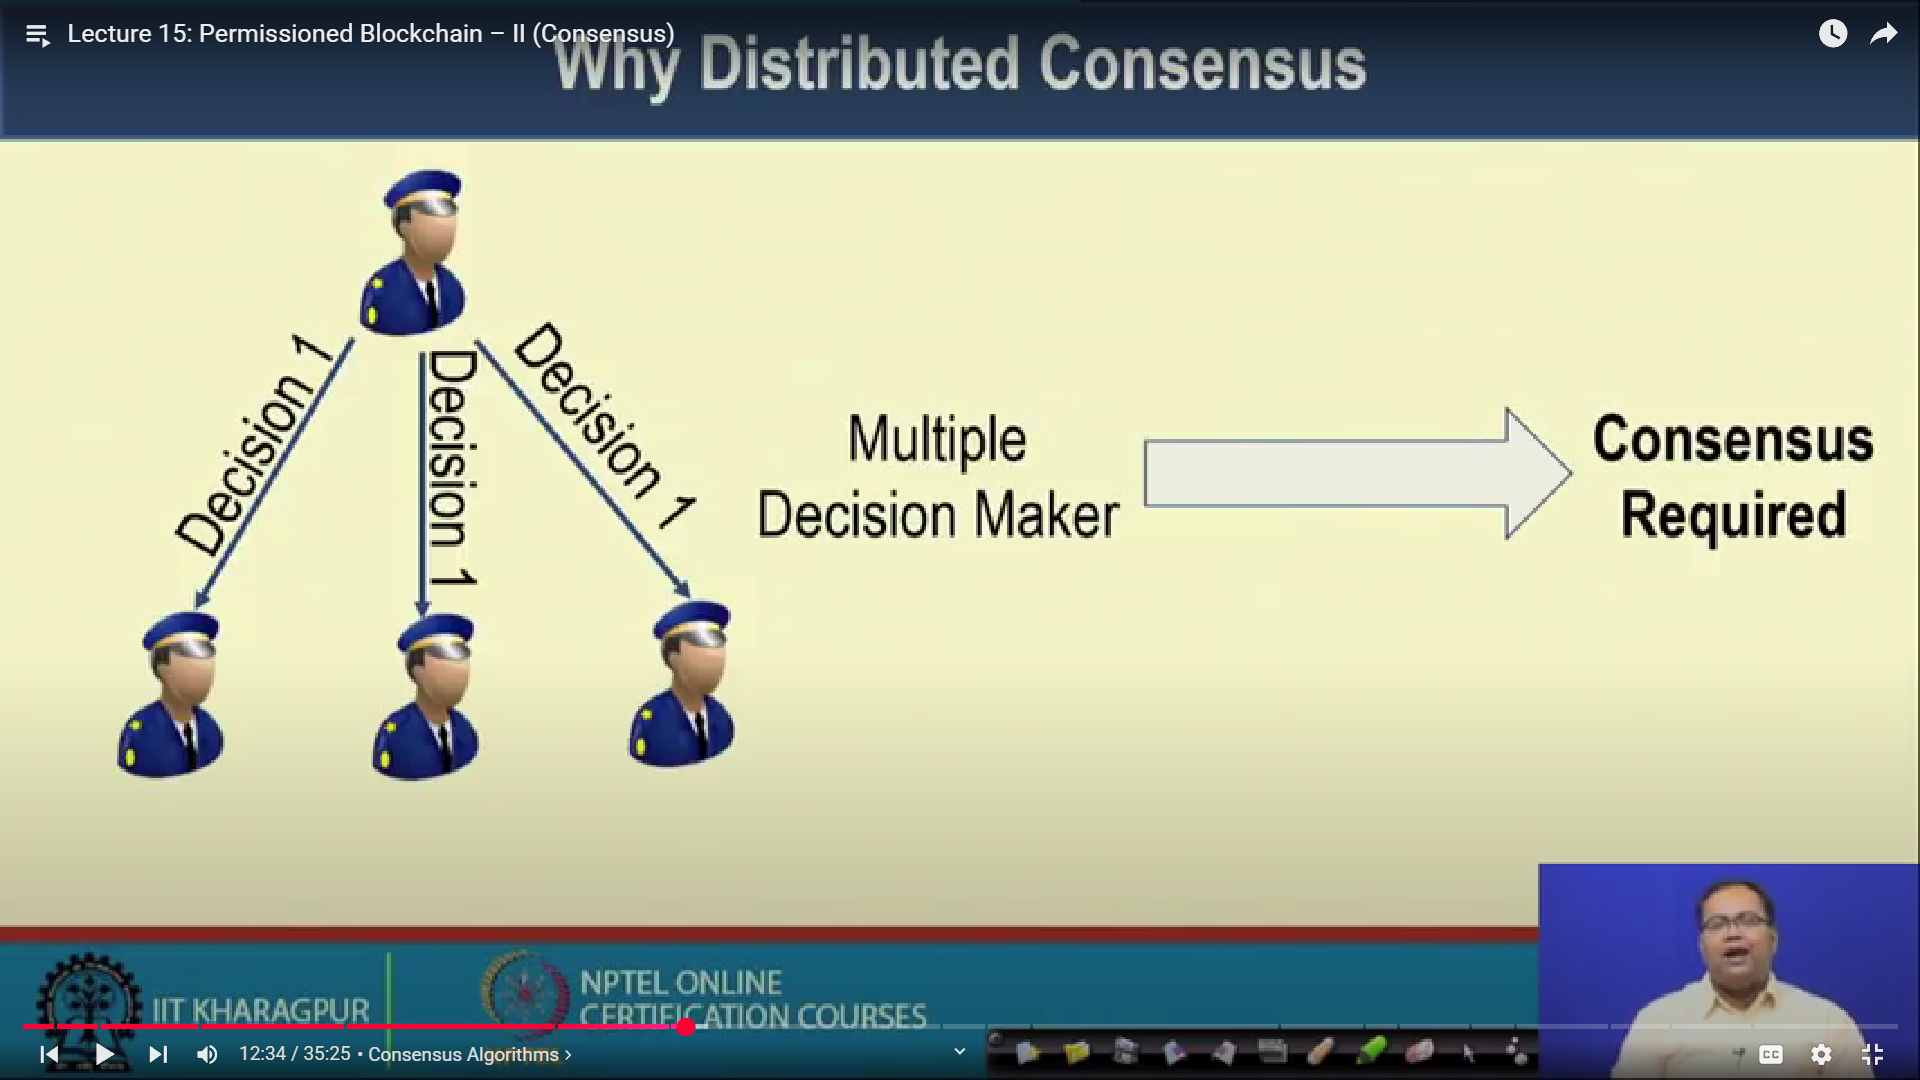 Lecture 15: Permissioned Blockchain – II (Consensus)
Why Distributed Consensus
Decision 1
Decision 1
Decision 1
Multiple
Decision Maker
Consensus
Required
IIT KHARAGPUR
NPTEL ONLINE
CERTIFICATION COURSES
12:34 / 35:25 • Consensus Algorithms ›
CC